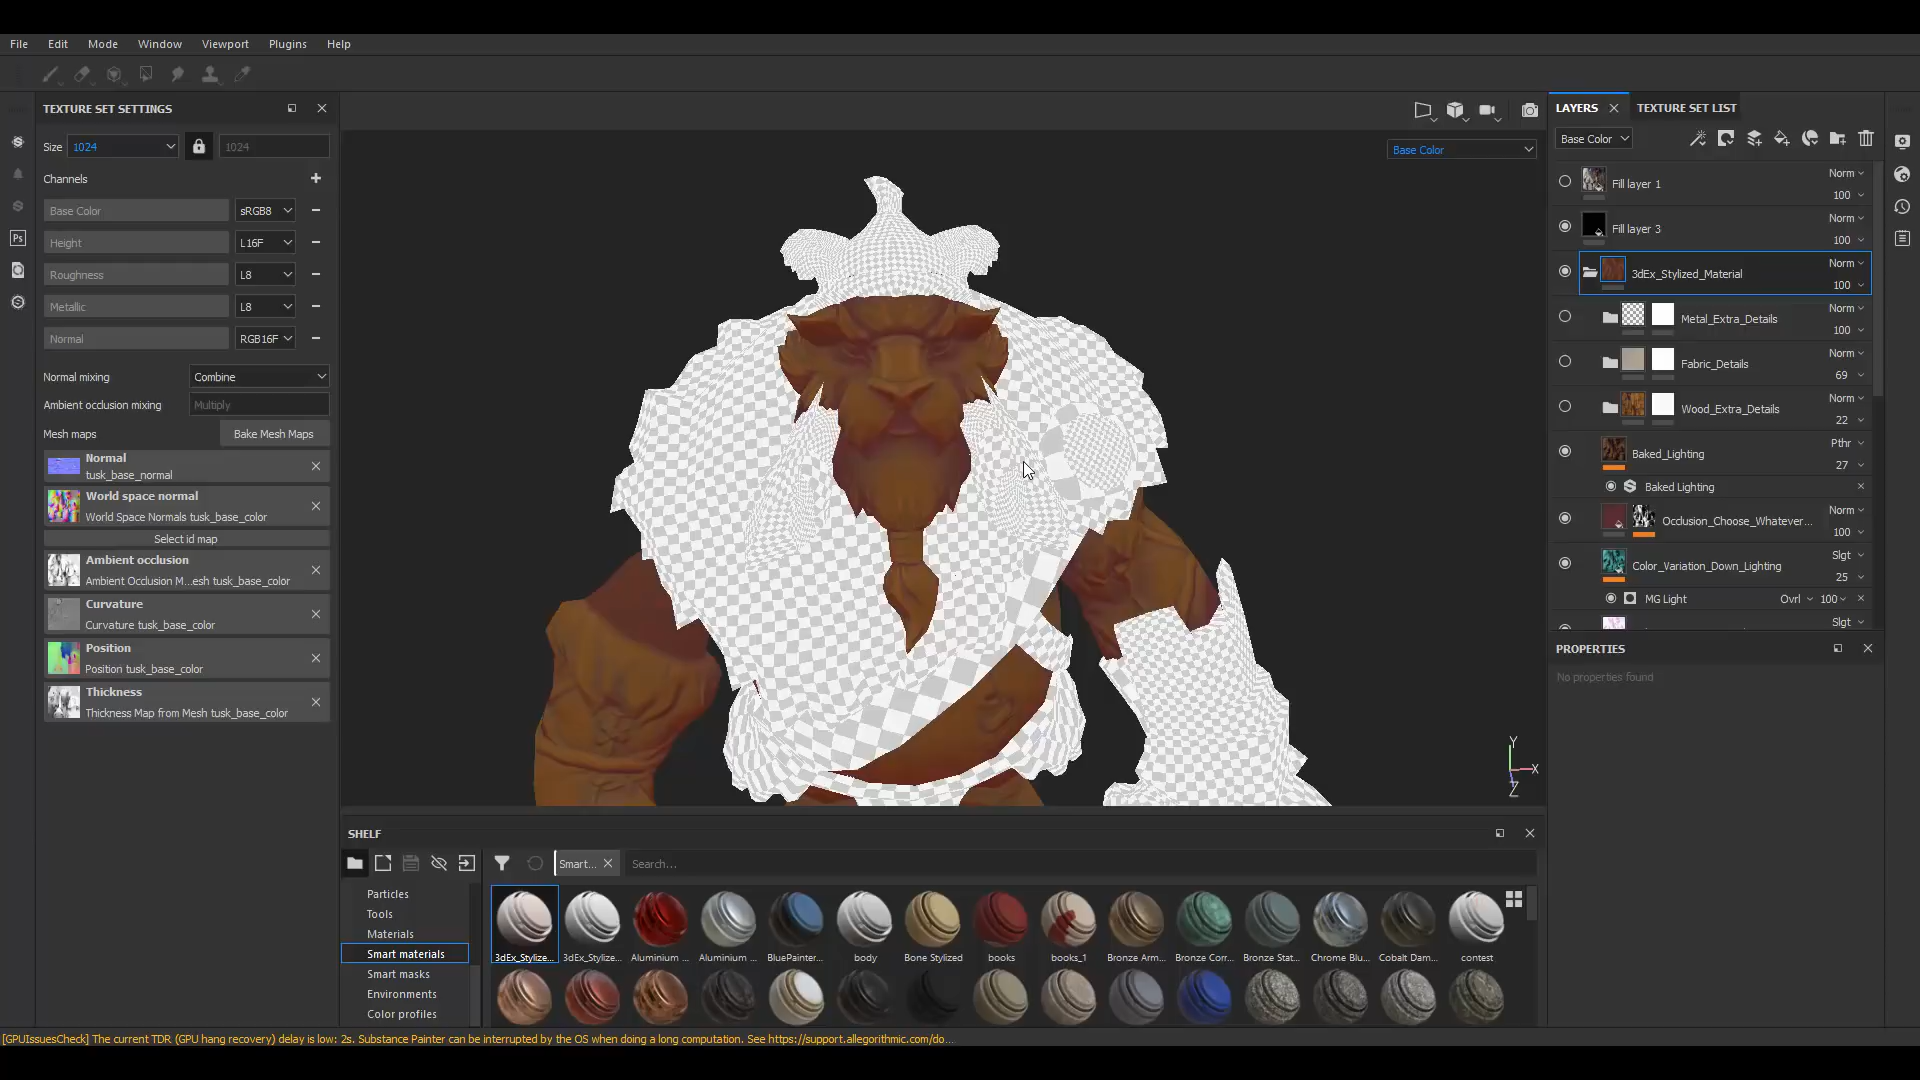 File Edit Mode Window Viewport Plugins Help
TEXTURE SET SETTINGS
Size 1024 1024
Channels
Base Color sRGB8
Height L16F
Roughness L8
Metallic L8
Normal RGB16F
Normal mixing Combine
Ambient occlusion mixing Multiply
Mesh maps Bake Mesh Maps
Normal
tusk_base_normal
World space normal
World Space Normals tusk_base_color
Select id map
Ambient occlusion
Ambient Occlusion M...esh tusk_base_color
Curvature
Curvature tusk_base_color
Position
Position tusk_base_color
Thickness
Thickness Map from Mesh tusk_base_color
Ps
Base Color
Y
X
Z
SHELF
Smart... Search...
Particles
Tools
Materials
Smart materials
Smart masks
Environments
Color profiles
3dEx_Stylize... 3dEx_Stylize... Aluminium ... Aluminium ... BluePainter... body Bone Stylized books books_1 Bronze Arm... Bronze Corr... Bronze Stat... Chrome Blu... Cobalt Dam... contest
LAYERS TEXTURE SET LIST
Base Color
Fill layer 1 Norm
100
Fill layer 3 Norm
100
3dEx_Stylized_Material Norm
100
Metal_Extra_Details Norm
100
Fabric_Details Norm
69
Wood_Extra_Details Norm
22
Baked_Lighting Pthr
27
Baked Lighting
Occlusion_Choose_Whatever... Norm
100
Color_Variation_Down_Lighting Slgt
25
MG Light Ovrl 100
Slgt
PROPERTIES
No properties found
[GPUIssuesCheck] The current TDR (GPU hang recovery) delay is low: 2s. Substance Painter can be interrupted by the OS when doing a long computation. See https://support.allegorithmic.com/do...